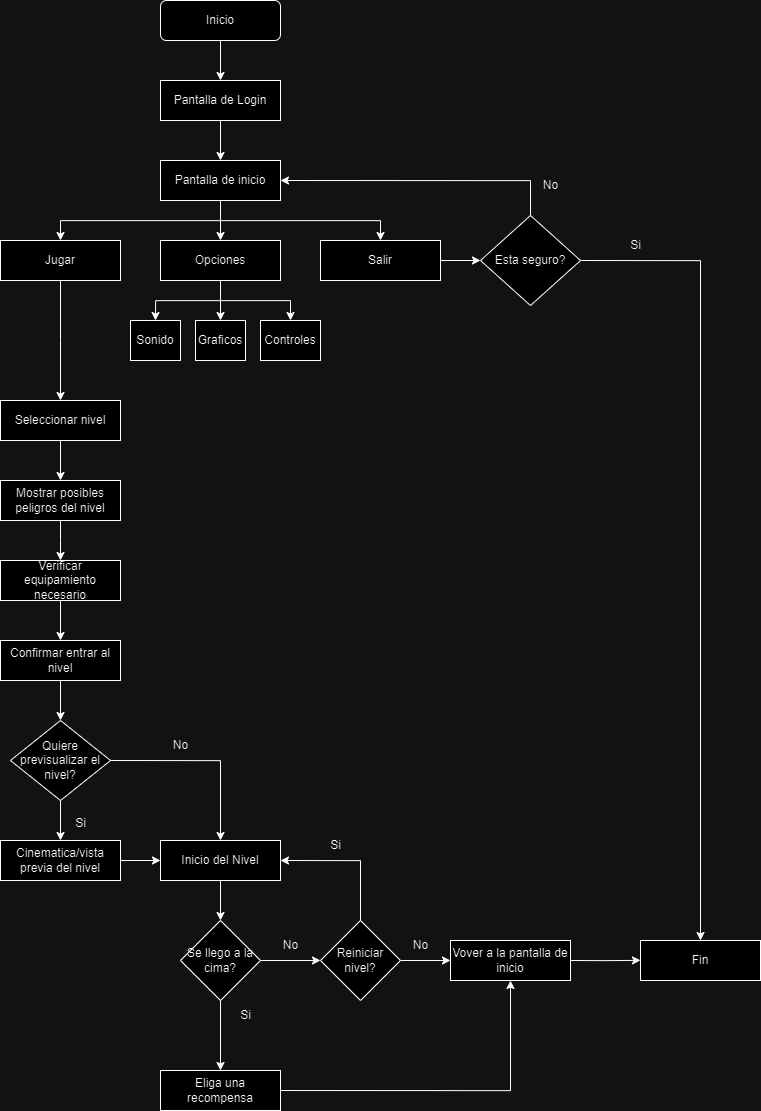 Inicio
Pantalla de Login
Pantalla de inicio
No
Si
Jugar
Opciones
Salir
Esta seguro?
Sonido
Graficos
Controles
Seleccionar nivel
Mostrar posibles
peligros del nivel
Verificar
equipamiento
necesario
Confirmar entrar al
nivel
Quiere
previsualizar el
nivel?
No
Si
Cinematica/vista
previa del nivel
Inicio del Nivel
Si
Se llego a la
cima?
No
Reiniciar
nivel?
No
Vover a la pantalla de
inicio
Fin
Si
Eliga una
recompensa